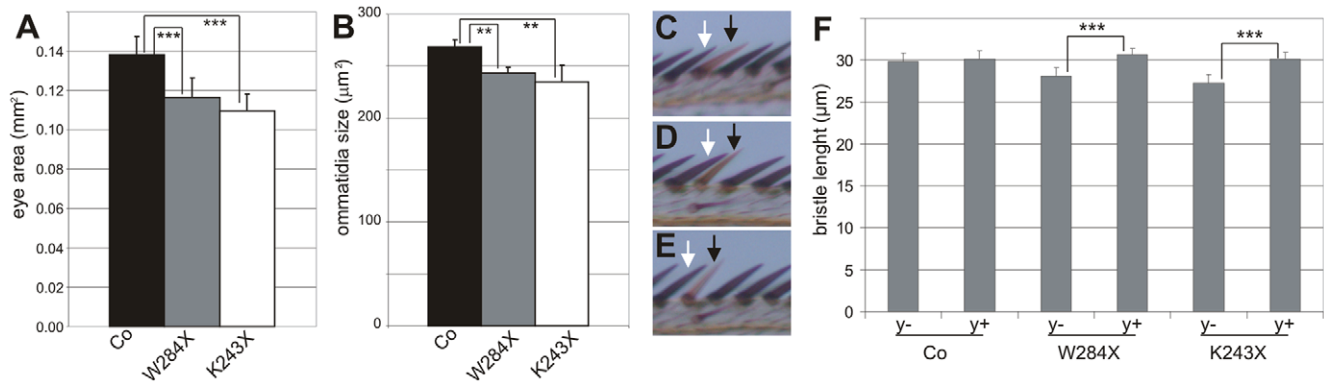 A
eye area (mm²)
0.14
0.12
0.10
0.08
0.06
0.04
0.02
0.00
***
***
Co
W284X
K243X
B
ommatidia size (μm²)
300
200
100
0
**
**
Co
W284X
K243X
C
D
E
F
bristle lenght (μm)
35
30
25
20
15
10
5
0
***
***
y- y+ y- y+ y- y+
Co W284X K243X